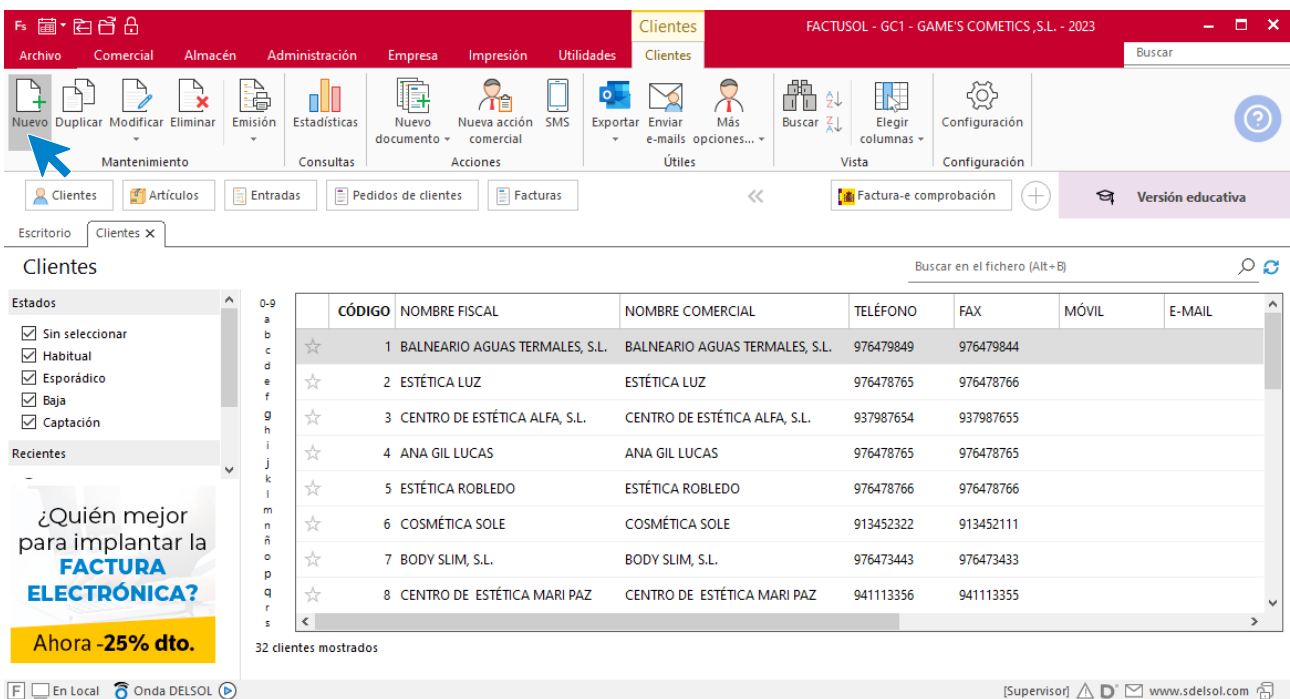 Fs
Clientes
FACTUSOL - GC1 - GAME'S COMETICS ,S.L. - 2023
Archivo Comercial Almacén Administración Empresa Impresión Utilidades Clientes Buscar
Nuevo Duplicar Modificar Eliminar Emisión Estadísticas Nuevo documento Nueva acción comercial SMS Exportar Enviar e-mails Más opciones... Buscar Elegir columnas Configuración
Mantenimiento Consultas Acciones Útiles Vista Configuración
Clientes Artículos Entradas Pedidos de clientes Facturas Factura-e comprobación Versión educativa
Escritorio Clientes
Clientes
Buscar en el fichero (Alt+B)
Estados
Sin seleccionar
Habitual
Esporádico
Baja
Captación
Recientes
¿Quién mejor
para implantar la
FACTURA
ELECTRÓNICA?
Ahora -25% dto.
0-9
a
b
c
d
e
f
g
h
i
j
k
l
m
n
ñ
o
p
q
r
s
CÓDIGO NOMBRE FISCAL NOMBRE COMERCIAL TELÉFONO FAX MÓVIL E-MAIL
1 BALNEARIO AGUAS TERMALES, S.L. BALNEARIO AGUAS TERMALES, S.L. 976479849 976479844
2 ESTÉTICA LUZ ESTÉTICA LUZ 976478765 976478766
3 CENTRO DE ESTÉTICA ALFA, S.L. CENTRO DE ESTÉTICA ALFA, S.L. 937987654 937987655
4 ANA GIL LUCAS ANA GIL LUCAS 976478765 976478765
5 ESTÉTICA ROBLEDO ESTÉTICA ROBLEDO 976478766 976478766
6 COSMÉTICA SOLE COSMÉTICA SOLE 913452322 913452111
7 BODY SLIM, S.L. BODY SLIM, S.L. 976473443 976473433
8 CENTRO DE ESTÉTICA MARI PAZ CENTRO DE ESTÉTICA MARI PAZ 941113356 941113355
32 clientes mostrados
F En Local Onda DELSOL [Supervisor] D www.sdelsol.com